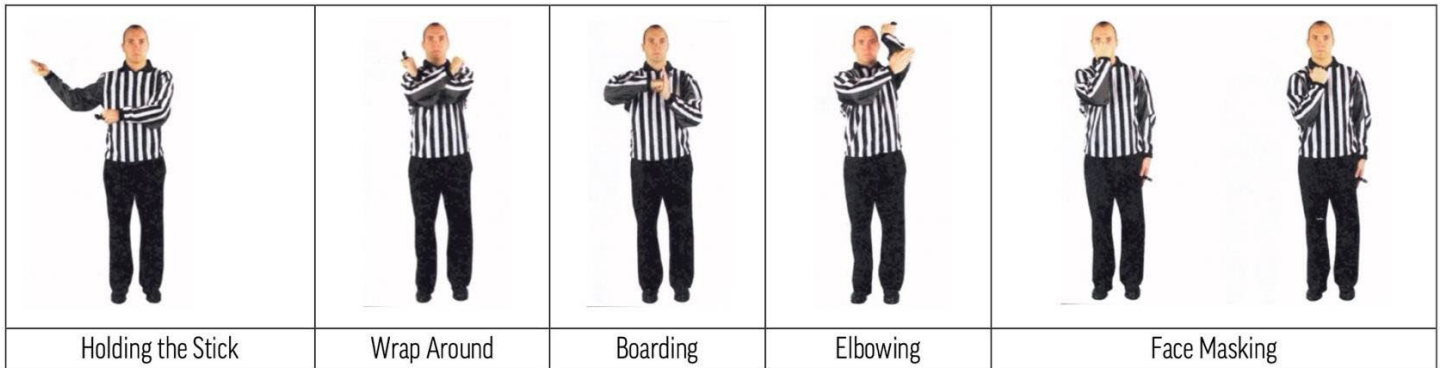 Holding the Stick
Wrap Around
Boarding
Elbowing
Face Masking